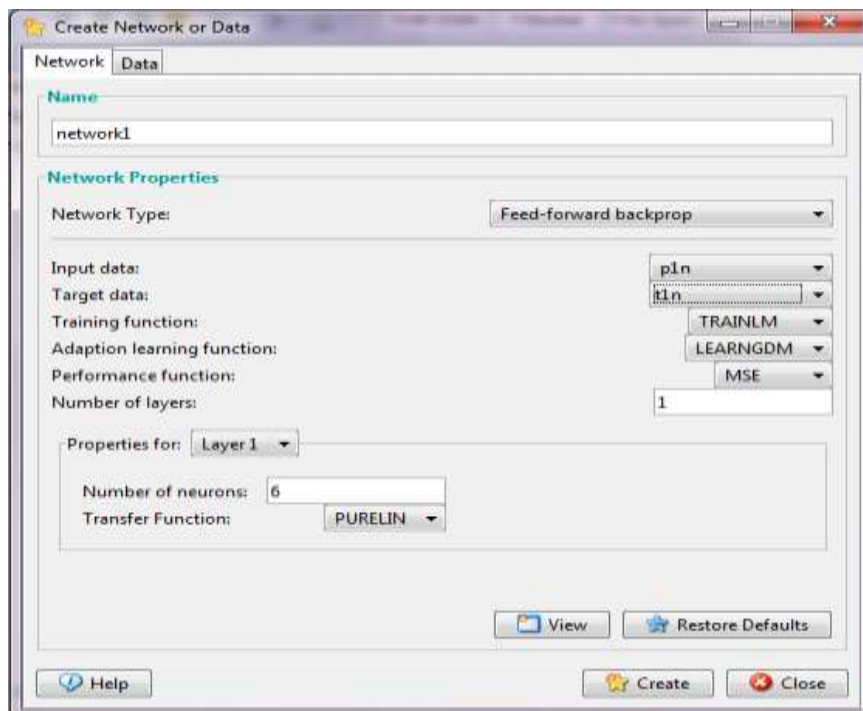 Create Network or Data
Network Data
Name
network1
Network Properties
Network Type: Feed-forward backprop
Input data: p1n
Target data: t1n
Training function: TRAINLM
Adaption learning function: LEARNGDM
Performance function: MSE
Number of layers: 1
Properties for: Layer 1
Number of neurons: 6
Transfer Function: PURELIN
View Restore Defaults
Help Create Close